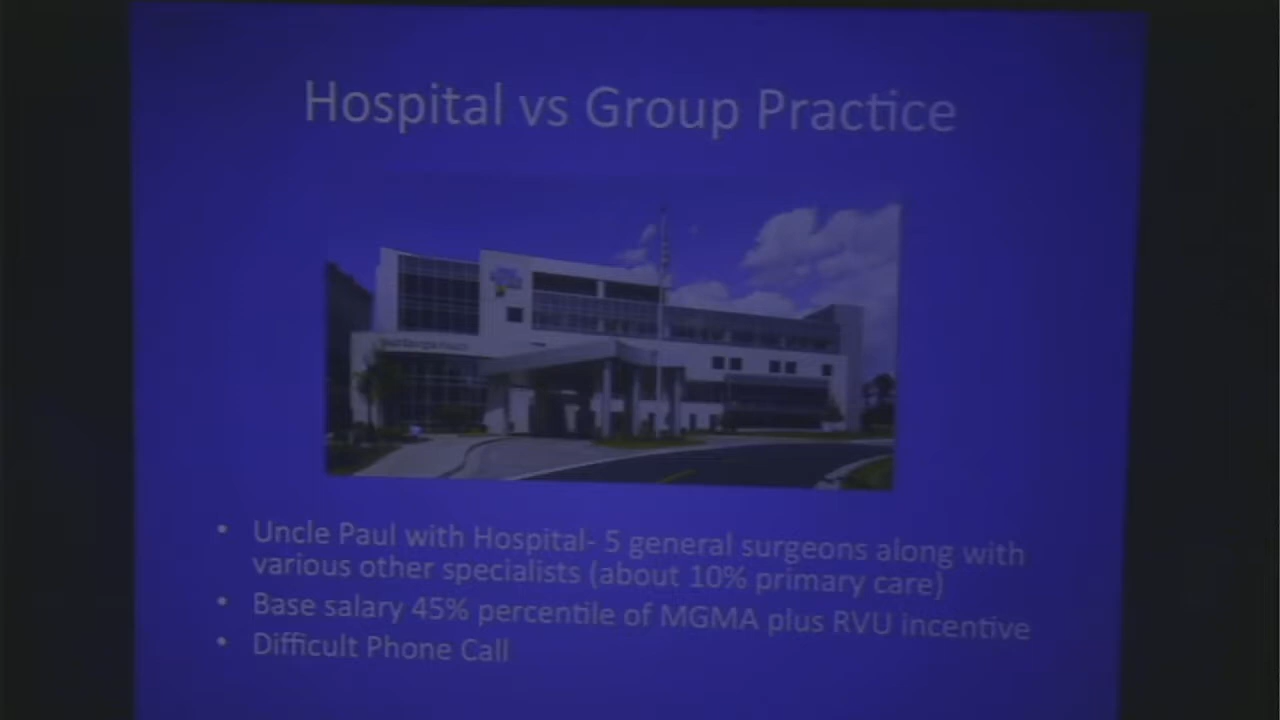 Hospital vs Group Practice
• Uncle Paul with Hospital- 5 general surgeons along with
various other specialists (about 10% primary care)
• Base salary 45% percentile of MGMA plus RVU incentive
• Difficult Phone Call